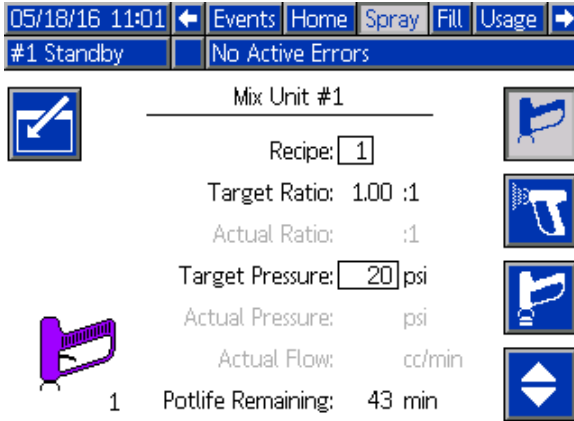 05/18/16 11:01 Events Home Spray Fill Usage
#1 Standby No Active Errors
Mix Unit #1
Recipe: 1
Target Ratio: 1.00 :1
Actual Ratio: :1
Target Pressure: 20 psi
Actual Pressure: psi
Actual Flow: cc/min
1 Potlife Remaining: 43 min